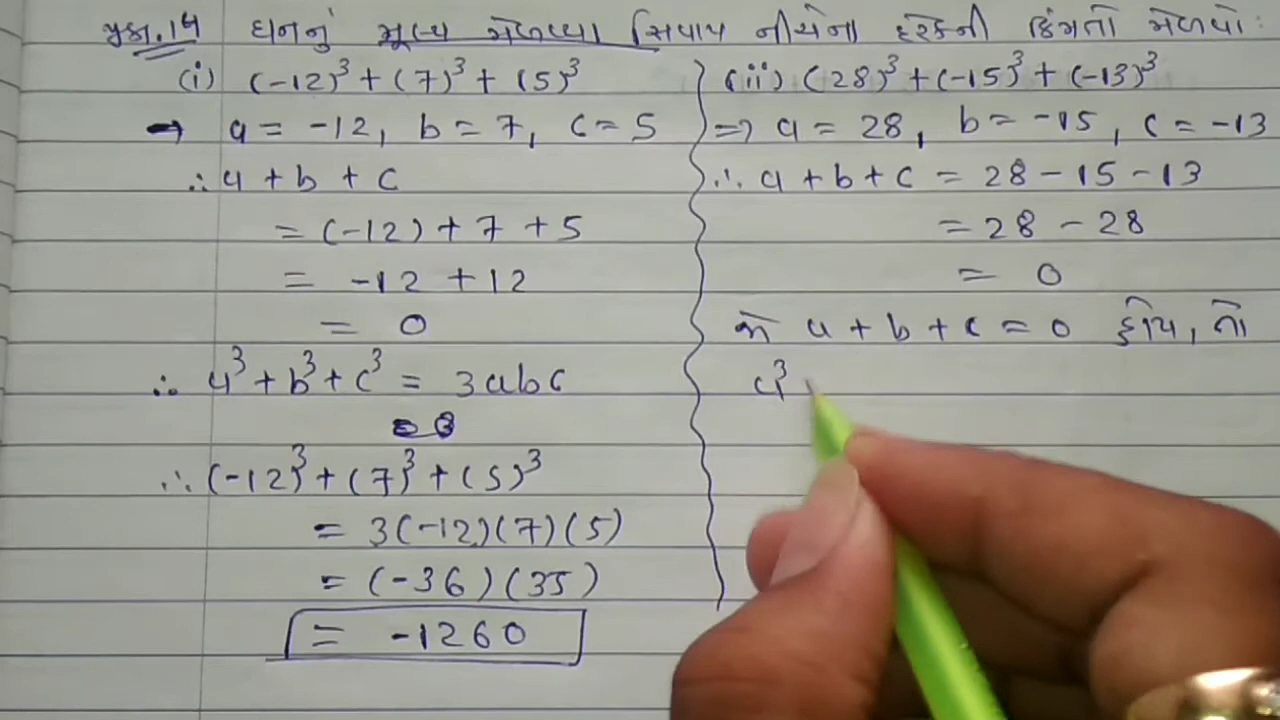 પ્રશ્ન.14 ઘનનું મૂલ્ય મેળવ્યા સિવાય નીચેના દરેકની કિંમતો મેળવો:
(i) (-12)³ + (7)³ + (5)³
→ a = -12, b = 7, c = 5
∴ a + b + c
= (-12) + 7 + 5
= -12 + 12
= 0
∴ a³ + b³ + c³ = 3abc
∴ (-12)³ + (7)³ + (5)³
= 3(-12)(7)(5)
= (-36)(35)
= -1260
(ii) (28)³ + (-15)³ + (-13)³
⇒ a = 28, b = -15, c = -13
∴ a + b + c = 28 - 15 - 13
= 28 - 28
= 0
જો a + b + c = 0 હોય, તો
a³